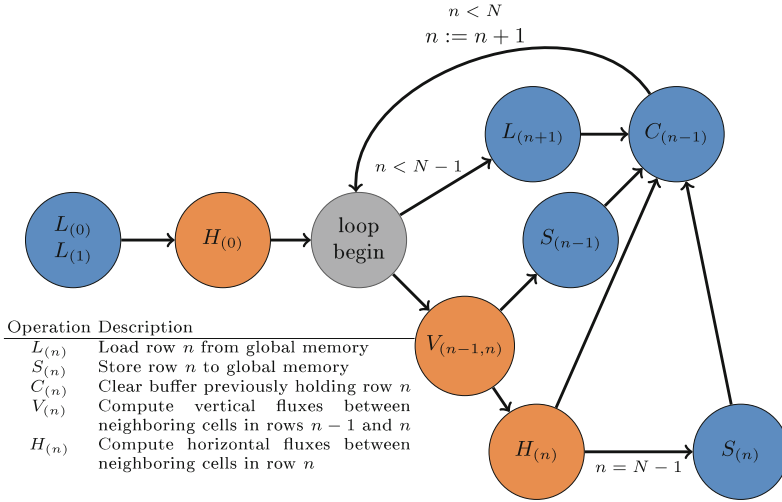 n < N
n := n + 1
L(n+1)
C(n−1)
n < N − 1
L(0)
L(1)
H(0)
loop
begin
S(n−1)
V(n−1,n)
H(n)
n = N − 1
S(n)
Operation Description
L(n) Load row n from global memory
S(n) Store row n to global memory
C(n) Clear buffer previously holding row n
V(n) Compute vertical fluxes between
neighboring cells in rows n − 1 and n
H(n) Compute horizontal fluxes between
neighboring cells in row n